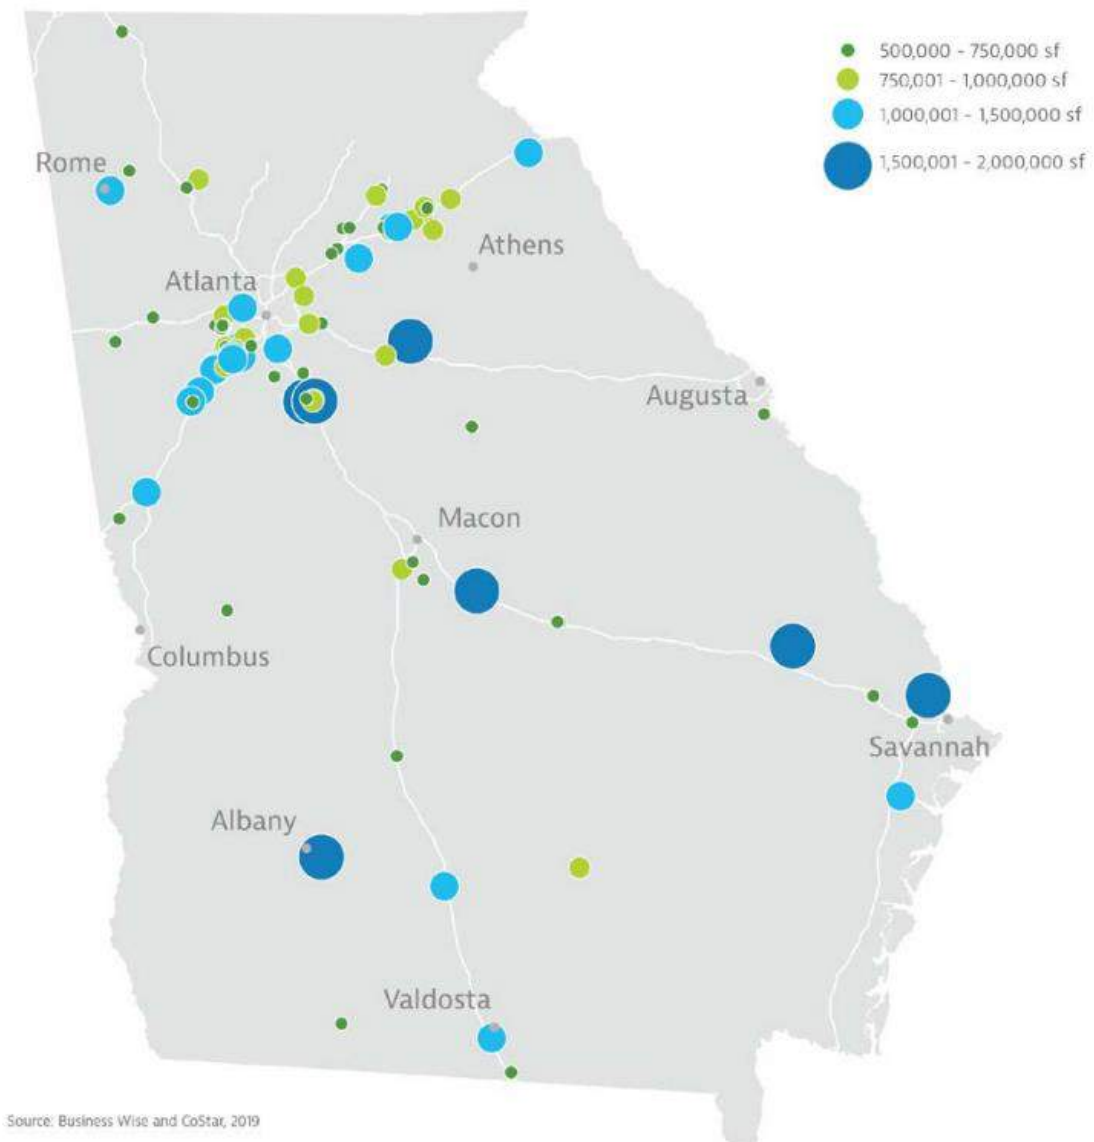 500,000 - 750,000 sf
750,001 - 1,000,000 sf
1,000,001 - 1,500,000 sf
1,500,001 - 2,000,000 sf
Rome
Athens
Atlanta
Augusta
Macon
Columbus
Savannah
Albany
Valdosta
Source: Business Wise and CoStar, 2019